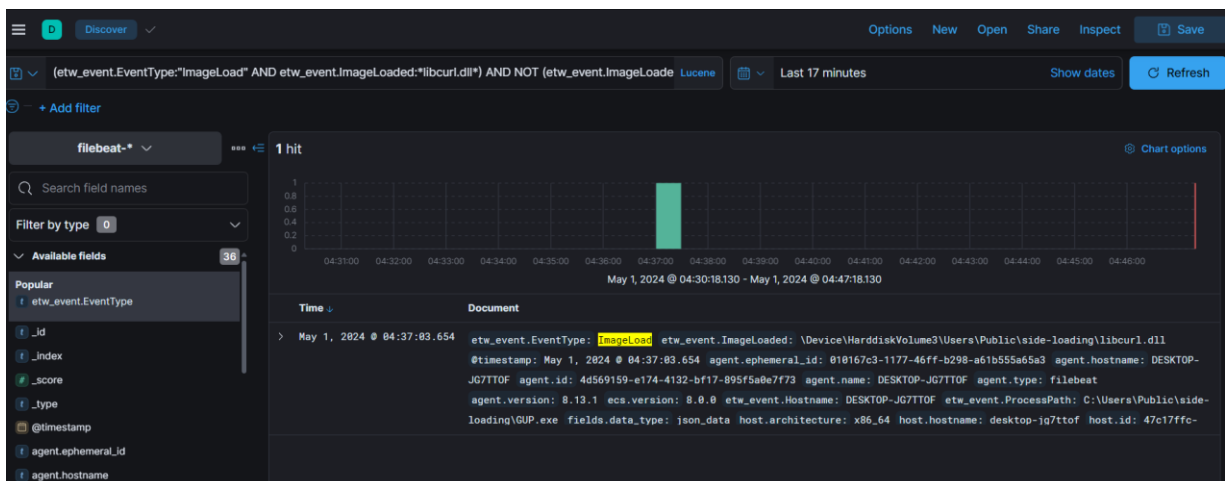 D Discover Options New Open Share Inspect Save
(etw_event.EventType:"ImageLoad" AND etw_event.ImageLoaded:*libcurl.dll*) AND NOT (etw_event.ImageLoade Lucene Last 17 minutes Show dates Refresh
+ Add filter
filebeat-* 1 hit Chart options
Search field names
Filter by type 0
Available fields 36
Popular
etw_event.EventType
_id
_index
_score
_type
@timestamp
agent.ephemeral_id
agent.hostname
1
0.8
0.6
0.4
0.2
0
04:31:00 04:32:00 04:33:00 04:34:00 04:35:00 04:36:00 04:37:00 04:38:00 04:39:00 04:40:00 04:41:00 04:42:00 04:43:00 04:44:00 04:45:00 04:46:00
May 1, 2024 @ 04:30:18.130 - May 1, 2024 @ 04:47:18.130
Time Document
May 1, 2024 @ 04:37:03.654 etw_event.EventType: ImageLoad etw_event.ImageLoaded: \Device\HarddiskVolume3\Users\Public\side-loading\libcurl.dll
@timestamp: May 1, 2024 @ 04:37:03.654 agent.ephemeral_id: 010167c3-1177-46ff-b298-a61b555a65a3 agent.hostname: DESKTOP-
JG7TTOF agent.id: 4d569159-e174-4132-bf17-895f5a0e7f73 agent.name: DESKTOP-JG7TTOF agent.type: filebeat
agent.version: 8.13.1 ecs.version: 8.0.0 etw_event.Hostname: DESKTOP-JG7TTOF etw_event.ProcessPath: C:\Users\Public\side-
loading\GUP.exe fields.data_type: json_data host.architecture: x86_64 host.hostname: desktop-jg7ttof host.id: 47c17ffc-